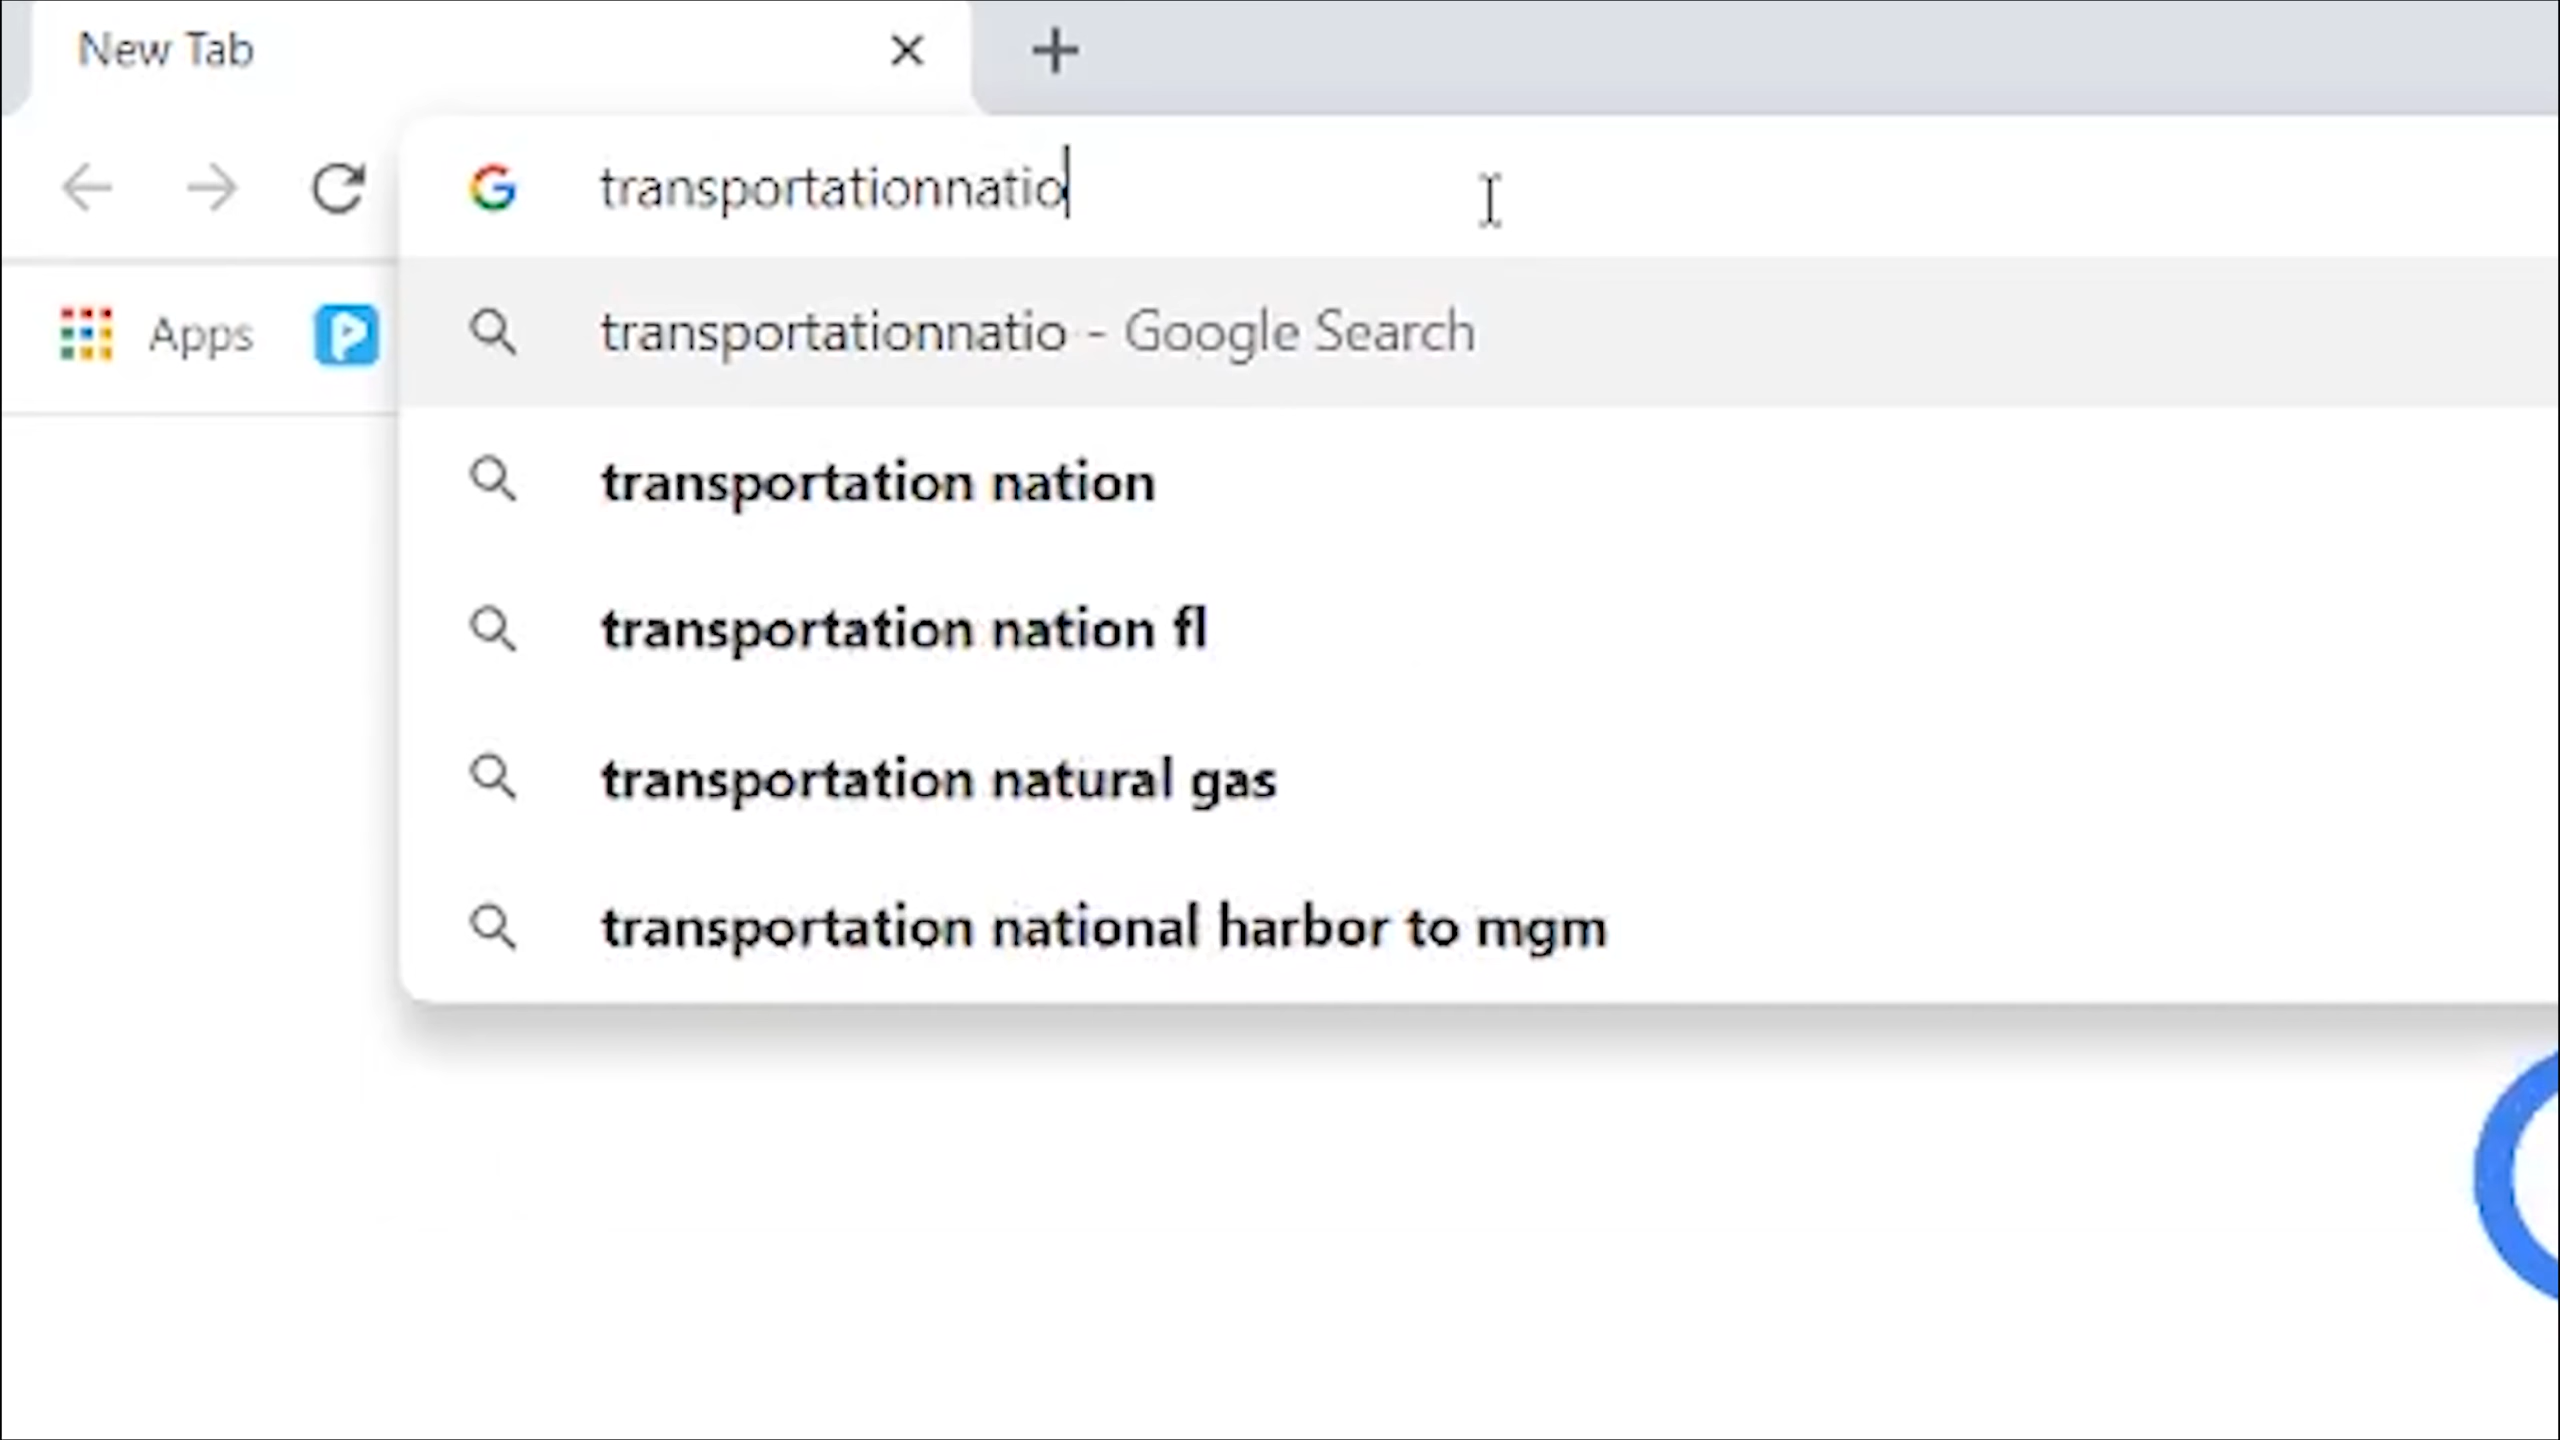 New Tab
transportationnatio
Apps
transportationnatio - Google Search
transportation nation
transportation nation fl
transportation natural gas
transportation national harbor to mgm